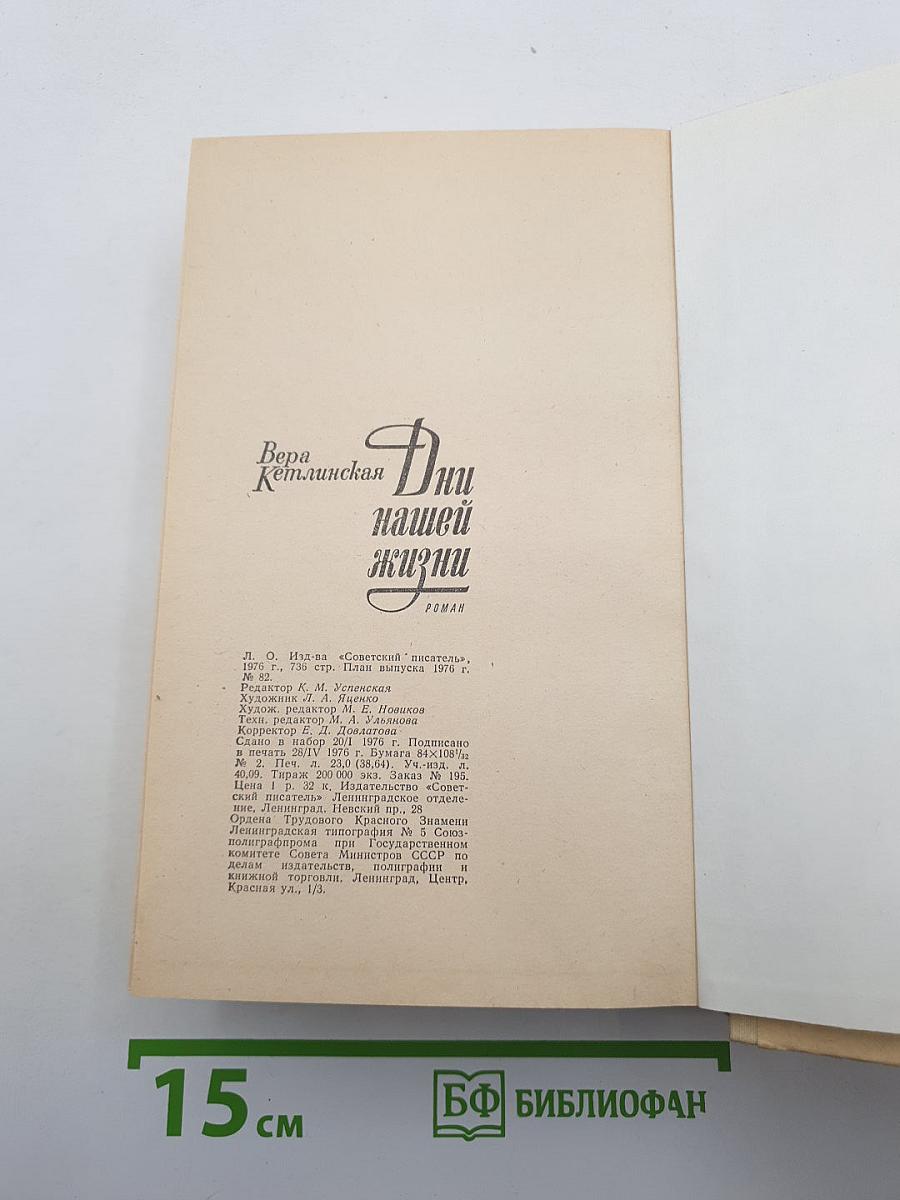 Вера
Кетлинская
Дни
нашей
жизни
РОМАН
Л. О. Изд-ва «Советский писатель»,
1976 г., 736 стр. План выпуска 1976 г.
№ 82.
Редактор К. М. Успенская
Художник Л. А. Яценко
Худож. редактор М. Е. Новиков
Техн. редактор М. А. Ульянова
Корректор Е. Д. Довлатова
Сдано в набор 20/I 1976 г. Подписано
в печать 28/IV 1976 г. Бумага 84×108¹/₃₂
№ 2. Печ. л. 23,0 (38,64). Уч.-изд. л.
40,09. Тираж 200 000 экз. Заказ № 195.
Цена 1 р. 32 к. Издательство «Совет-
ский писатель» Ленинградское отделе-
ние, Ленинград, Невский пр., 28
Ордена Трудового Красного Знамени
Ленинградская типография № 5 Союз-
полиграфпрома при Государственном
комитете Совета Министров СССР по
делам издательств, полиграфии и
книжной торговли. Ленинград, Центр,
Красная ул., 1/3.
15 см
БФ БИБЛИОФАН